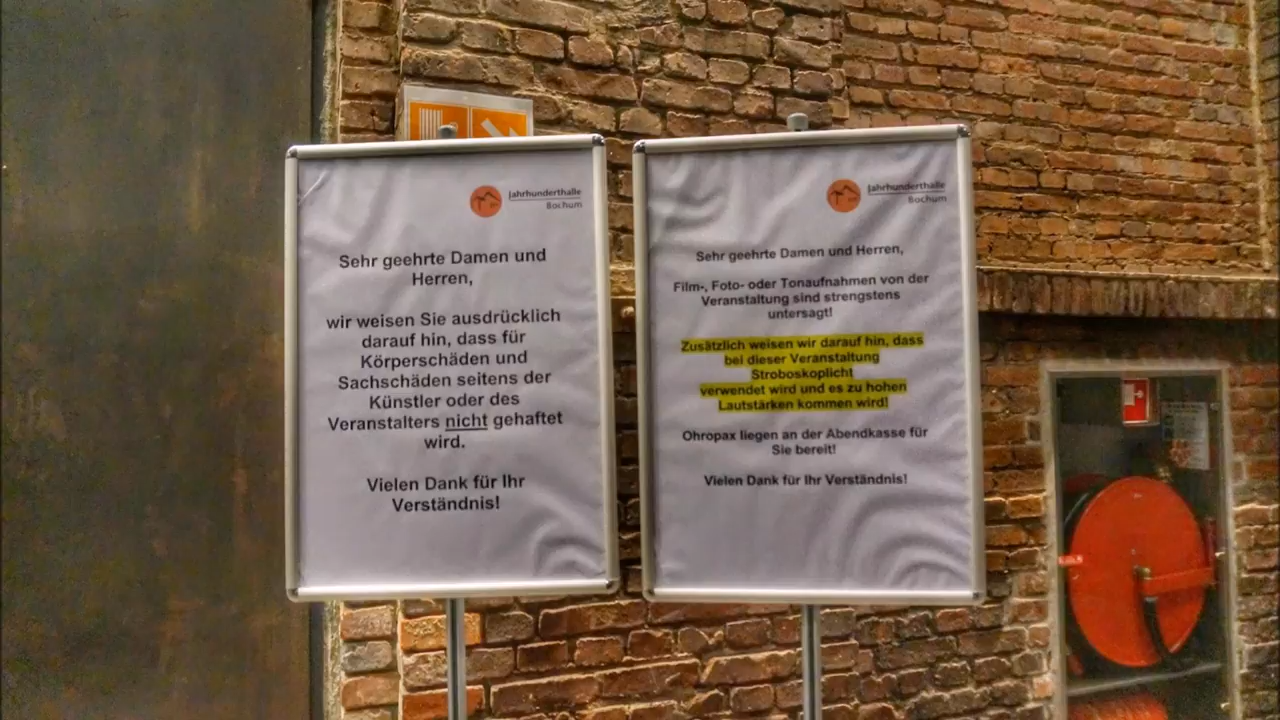 Jahrhunderthalle
Bochum
Sehr geehrte Damen und
Herren,
wir weisen Sie ausdrücklich
darauf hin, dass für
Körperschäden und
Sachschäden seitens der
Künstler oder des
Veranstalters nicht gehaftet
wird.
Vielen Dank für Ihr
Verständnis!
Jahrhunderthalle
Bochum
Sehr geehrte Damen und Herren,
Film-, Foto- oder Tonaufnahmen von der
Veranstaltung sind strengstens
untersagt!
Zusätzlich weisen wir darauf hin, dass
bei dieser Veranstaltung
Stroboskoplicht
verwendet wird und es zu hohen
Lautstärken kommen wird!
Ohropax liegen an der Abendkasse für
Sie bereit!
Vielen Dank für Ihr Verständnis!